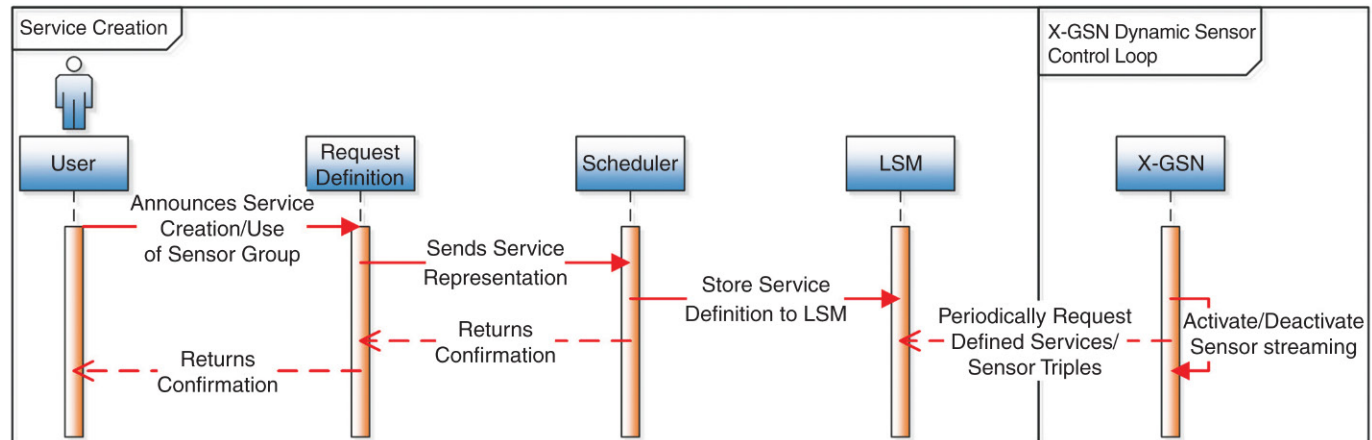 Service Creation
X-GSN Dynamic Sensor
Control Loop
User
Request
Definition
Scheduler
LSM
X-GSN
Announces Service
Creation/Use
of Sensor Group
Sends Service
Representation
Store Service
Definition to LSM
Periodically Request
Defined Services/
Sensor Triples
Activate/Deactivate
Sensor streaming
Returns
Confirmation
Returns
Confirmation